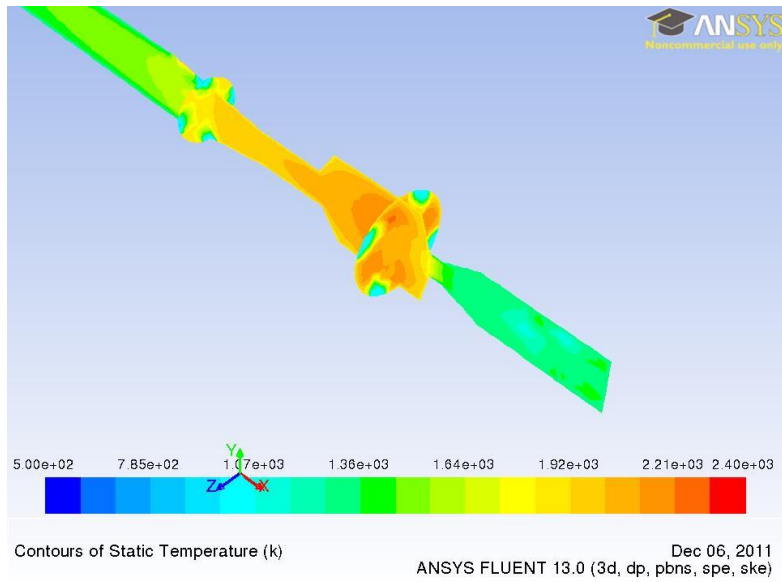 ANSYS
Noncommercial use only
5.00e+02 7.85e+02 1.07e+03 1.36e+03 1.64e+03 1.92e+03 2.21e+03 2.40e+03
Y
Z X
Contours of Static Temperature (k)
Dec 06, 2011
ANSYS FLUENT 13.0 (3d, dp, pbns, spe, ske)